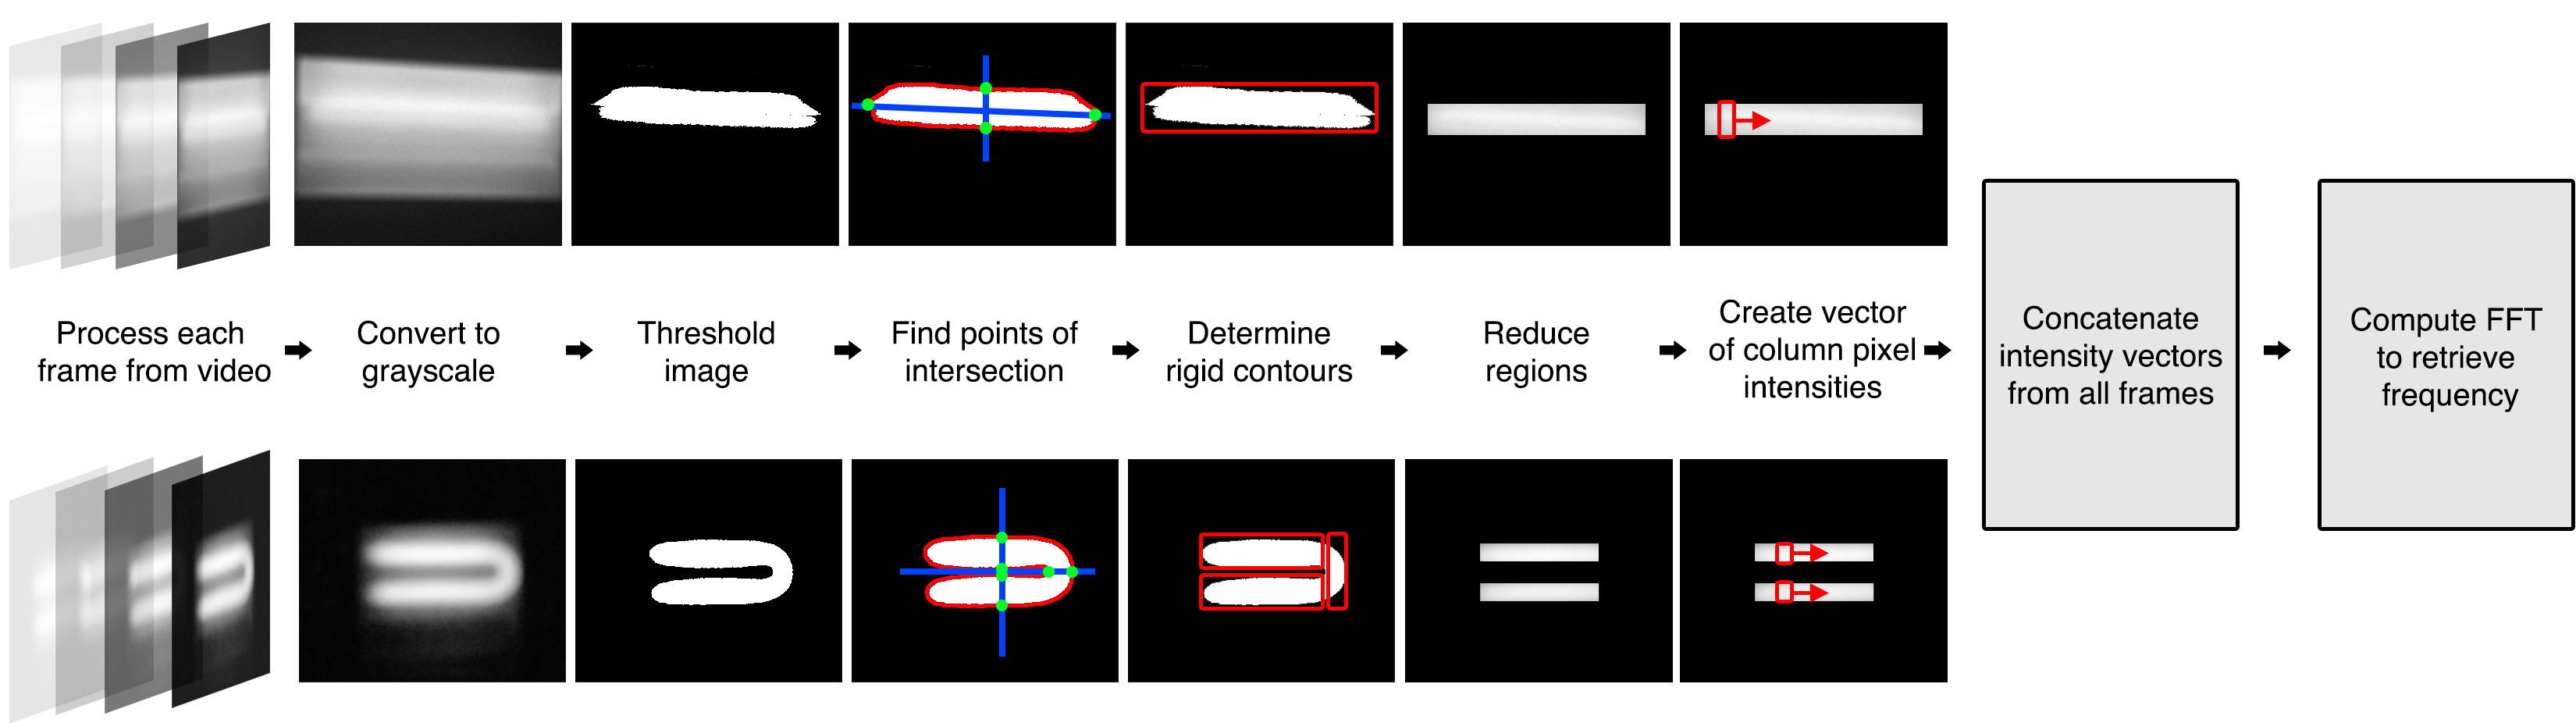 Process each
frame from video
Convert to
grayscale
Threshold
image
Find points of
intersection
Determine
rigid contours
Reduce
regions
Create vector
of column pixel
intensities
Concatenate
intensity vectors
from all frames
Compute FFT
to retrieve
frequency